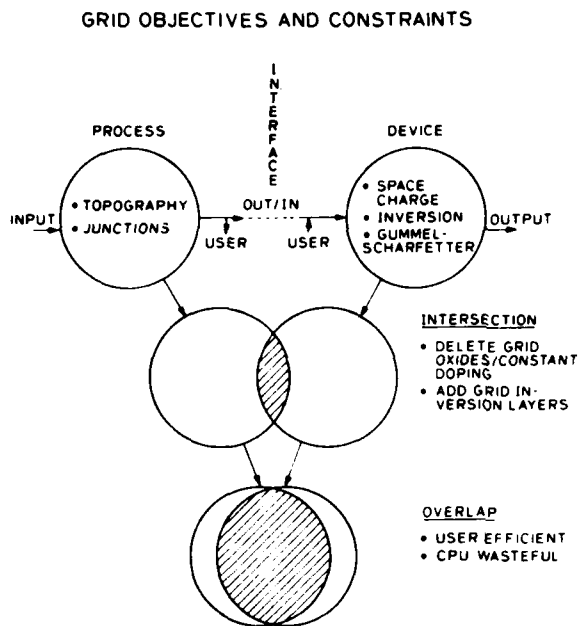 GRID OBJECTIVES AND CONSTRAINTS
INTERFACE
PROCESS
DEVICE
INPUT
• TOPOGRAPHY
• JUNCTIONS
OUT/IN
USER
USER
• SPACE
CHARGE
• INVERSION
• GUMMEL-
SCHARFETTER
OUTPUT
INTERSECTION
• DELETE GRID
OXIDES/CONSTANT
DOPING
• ADD GRID IN-
VERSION LAYERS
OVERLAP
• USER EFFICIENT
• CPU WASTEFUL